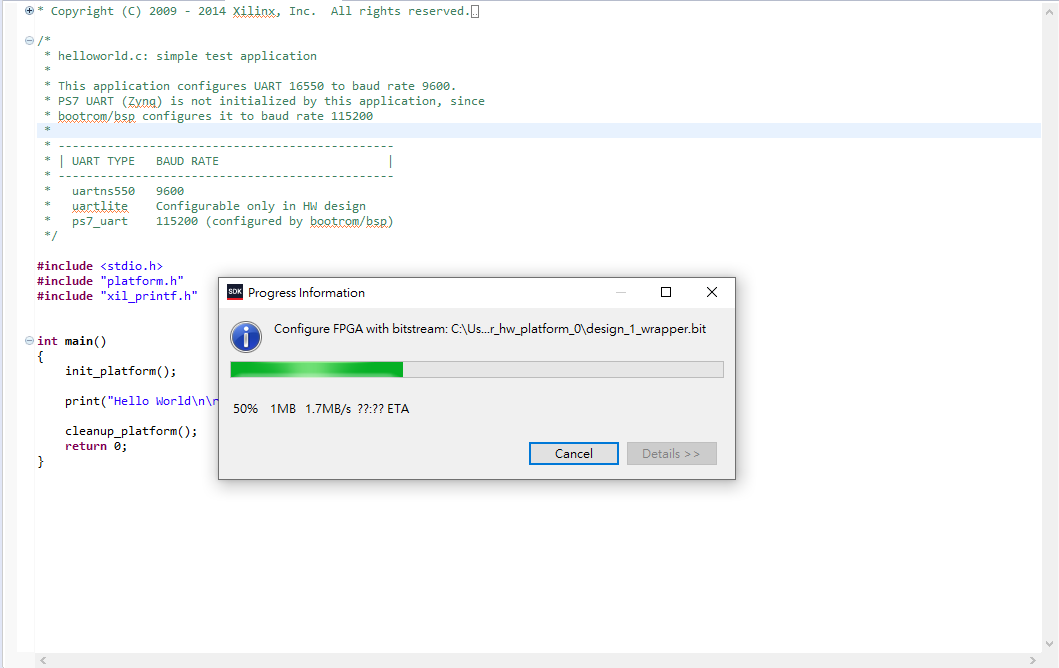 * Copyright (C) 2009 - 2014 Xilinx, Inc.  All rights reserved.
/*
* helloworld.c: simple test application
*
* This application configures UART 16550 to baud rate 9600.
* PS7 UART (Zynq) is not initialized by this application, since
* bootrom/bsp configures it to baud rate 115200
*
* ------------------------------------------------
* | UART TYPE   BAUD RATE                        |
* ------------------------------------------------
*   uartns550   9600
*   uartlite    Configurable only in HW design
*   ps7_uart    115200 (configured by bootrom/bsp)
*/
#include <stdio.h>
#include "platform.h"
#include "xil_printf.h"
int main()
{
init_platform();
print("Hello World\n\r
cleanup_platform();
return 0;
}
SDK Progress Information
Configure FPGA with bitstream: C:\Us...r_hw_platform_0\design_1_wrapper.bit
50%   1MB   1.7MB/s  ??:?? ETA
Cancel
Details >>